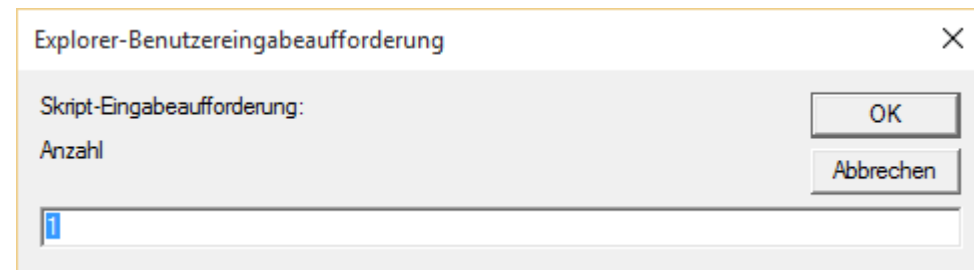 Explorer-Benutzereingabeaufforderung
Skript-Eingabeaufforderung:
OK
Anzahl
Abbrechen
1